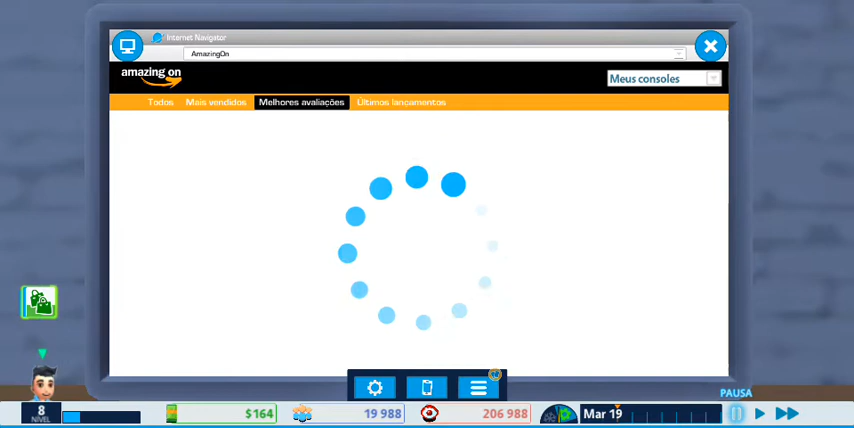 Internet Navigator
AmazingOn
amazing on
Meus consoles
Todos Mais vendidos Melhores avaliações Últimos lançamentos
PAUSA
8
NÍVEL
$164
19 988
206 988
Mar 19